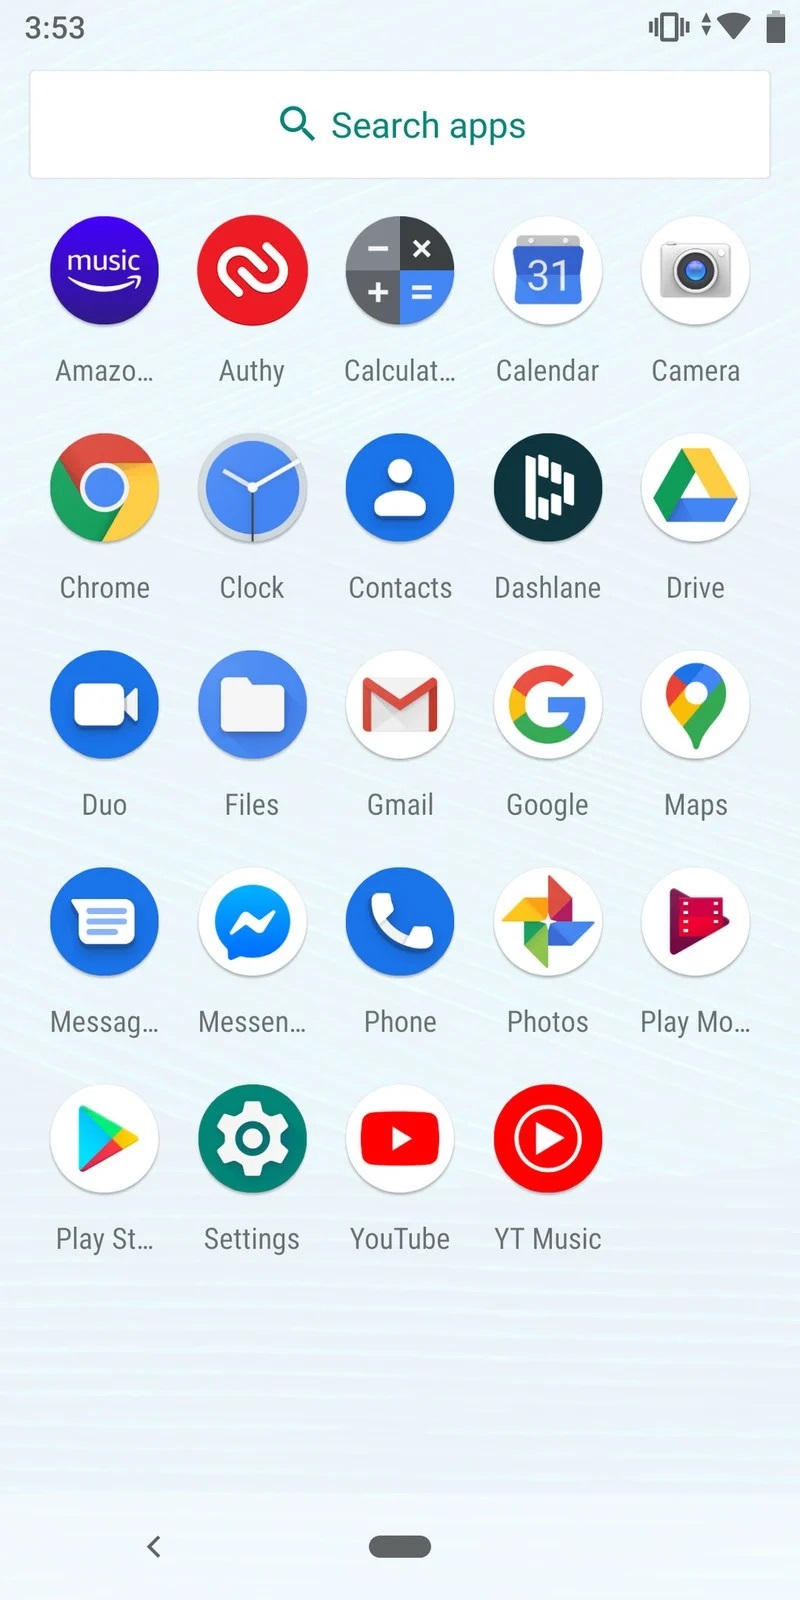 3:53
Search apps
music
31
Amazo...
Authy
Calculat...
Calendar
Camera
Chrome
Clock
Contacts
Dashlane
Drive
Duo
Files
Gmail
Google
Maps
Messag...
Messen...
Phone
Photos
Play Mo...
Play St...
Settings
YouTube
YT Music